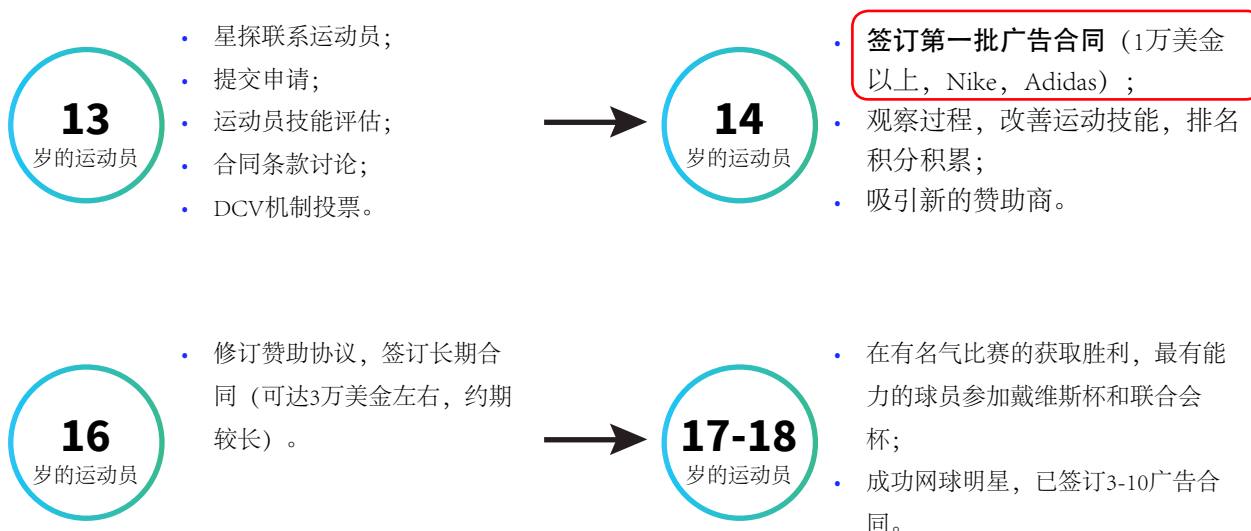 13
岁的运动员
星探联系运动员；
提交申请；
运动员技能评估；
合同条款讨论；
DCV机制投票。
14
岁的运动员
签订第一批广告合同（1万美金
以上，Nike，Adidas）；
观察过程，改善运动技能，排名
积分积累；
吸引新的赞助商。
16
岁的运动员
修订赞助协议，签订长期合
同（可达3万美金左右，约期
较长）。
17-18
岁的运动员
在有名气比赛的获取胜利，最有能
力的球员参加戴维斯杯和联合会
杯；
成功网球明星，已签订3-10广告合
同。